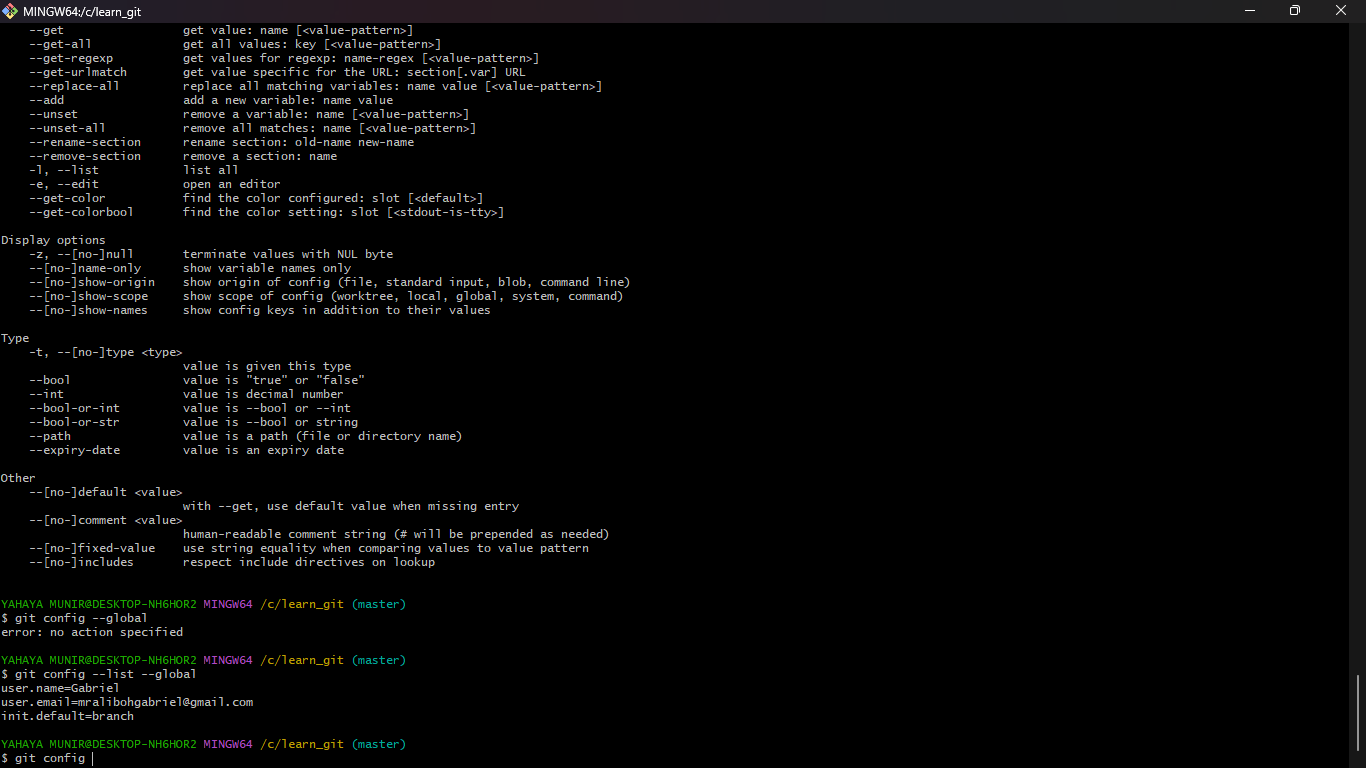 MINGW64:/c/learn_git
--get get value: name [<value-pattern>]
--get-all get all values: key [<value-pattern>]
--get-regexp get values for regexp: name-regex [<value-pattern>]
--get-urlmatch get value specific for the URL: section[.var] URL
--replace-all replace all matching variables: name value [<value-pattern>]
--add add a new variable: name value
--unset remove a variable: name [<value-pattern>]
--unset-all remove all matches: name [<value-pattern>]
--rename-section rename section: old-name new-name
--remove-section remove a section: name
-l, --list list all
-e, --edit open an editor
--get-color find the color configured: slot [<default>]
--get-colorbool find the color setting: slot [<stdout-is-tty>]
Display options
-z, --[no-]null terminate values with NUL byte
--[no-]name-only show variable names only
--[no-]show-origin show origin of config (file, standard input, blob, command line)
--[no-]show-scope show scope of config (worktree, local, global, system, command)
--[no-]show-names show config keys in addition to their values
Type
-t, --[no-]type <type>
value is given this type
--bool value is "true" or "false"
--int value is decimal number
--bool-or-int value is --bool or --int
--bool-or-str value is --bool or string
--path value is a path (file or directory name)
--expiry-date value is an expiry date
Other
--[no-]default <value>
with --get, use default value when missing entry
--[no-]comment <value>
human-readable comment string (# will be prepended as needed)
--[no-]fixed-value use string equality when comparing values to value pattern
--[no-]includes respect include directives on lookup
YAHAYA MUNIR@DESKTOP-NH6HOR2 MINGW64 /c/learn_git (master)
$ git config --global
error: no action specified
YAHAYA MUNIR@DESKTOP-NH6HOR2 MINGW64 /c/learn_git (master)
$ git config --list --global
user.name=Gabriel
user.email=mralibohgabriel@gmail.com
init.default=branch
YAHAYA MUNIR@DESKTOP-NH6HOR2 MINGW64 /c/learn_git (master)
$ git config